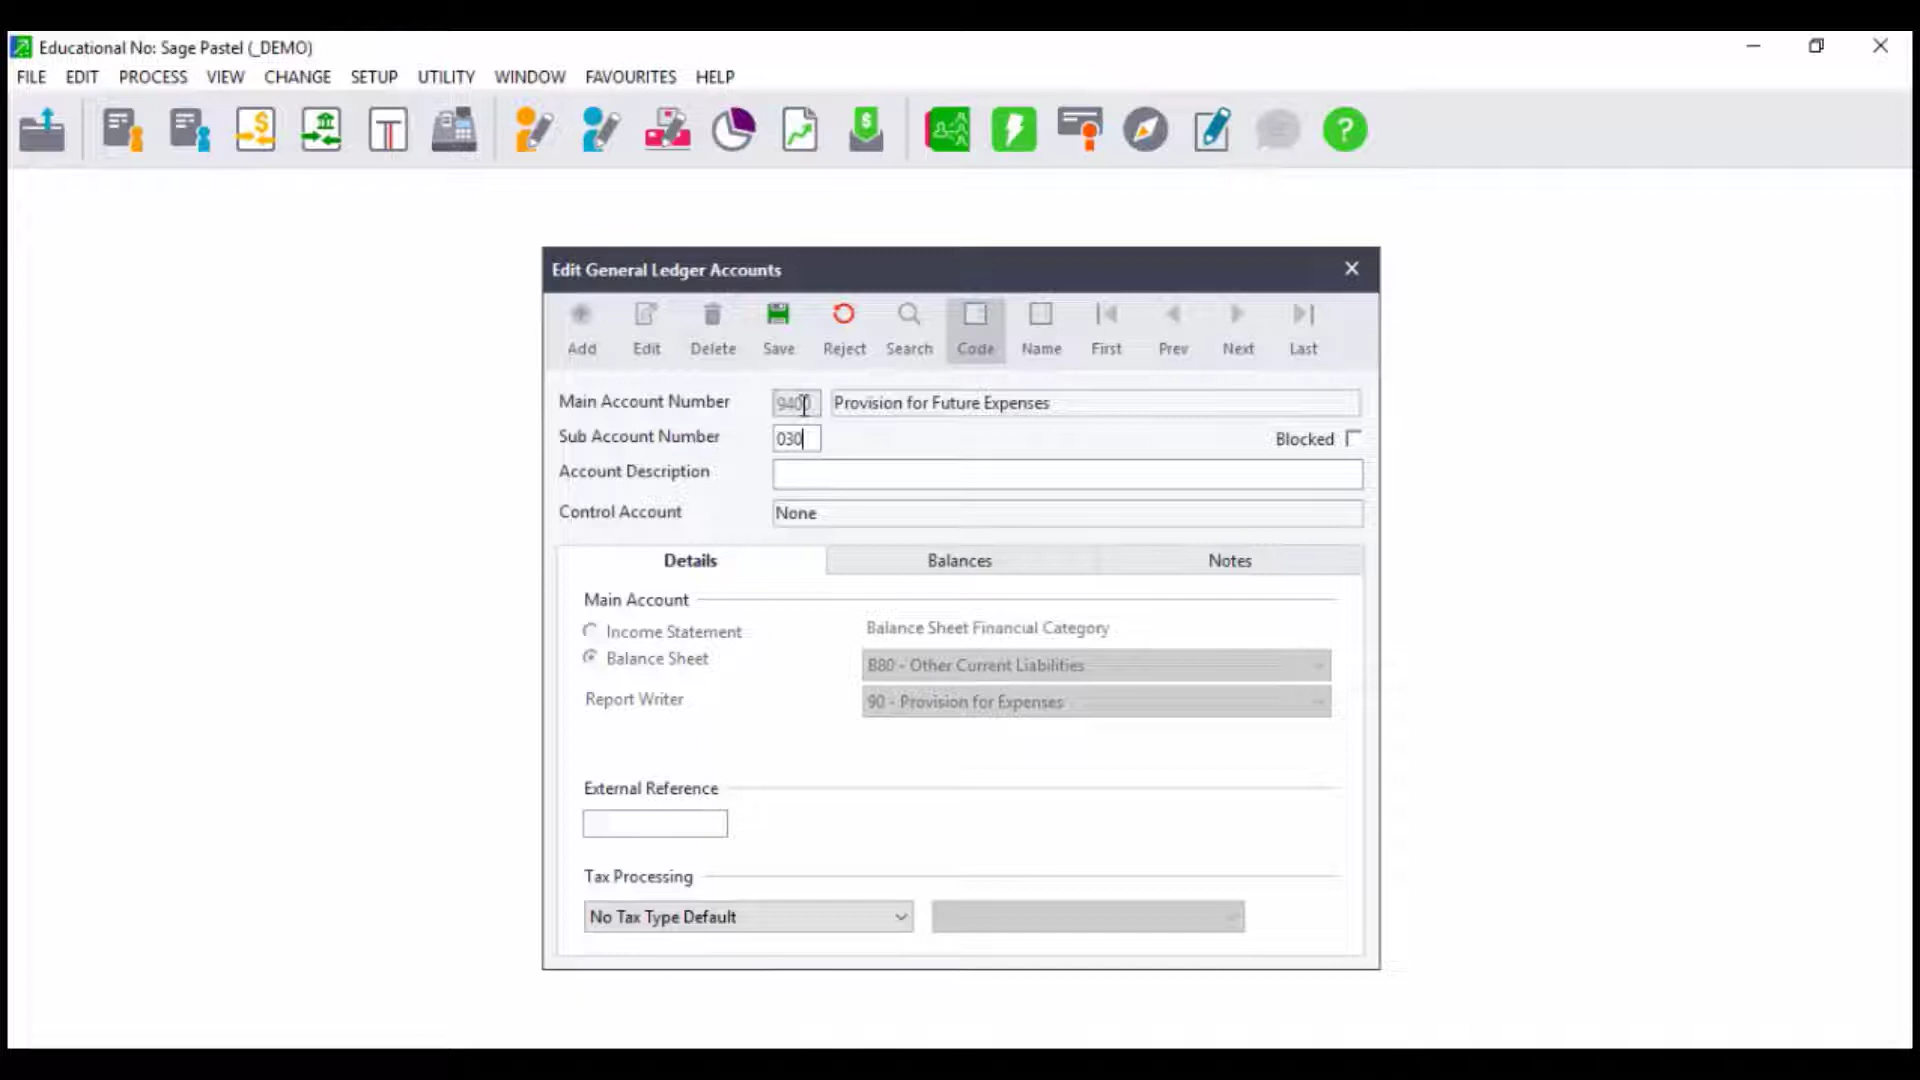 Educational No: Sage Pastel (_DEMO)
FILE EDIT PROCESS VIEW CHANGE SETUP UTILITY WINDOW FAVOURITES HELP
Edit General Ledger Accounts
Add Edit Delete Save Reject Search Code Name First Prev Next Last
Main Account Number 9400 Provision for Future Expenses
Sub Account Number 030 Blocked
Account Description
Control Account None
Details Balances Notes
Main Account
Income Statement Balance Sheet Financial Category
Balance Sheet B80 - Other Current Liabilities
Report Writer 90 - Provision for Expenses
External Reference
Tax Processing
No Tax Type Default